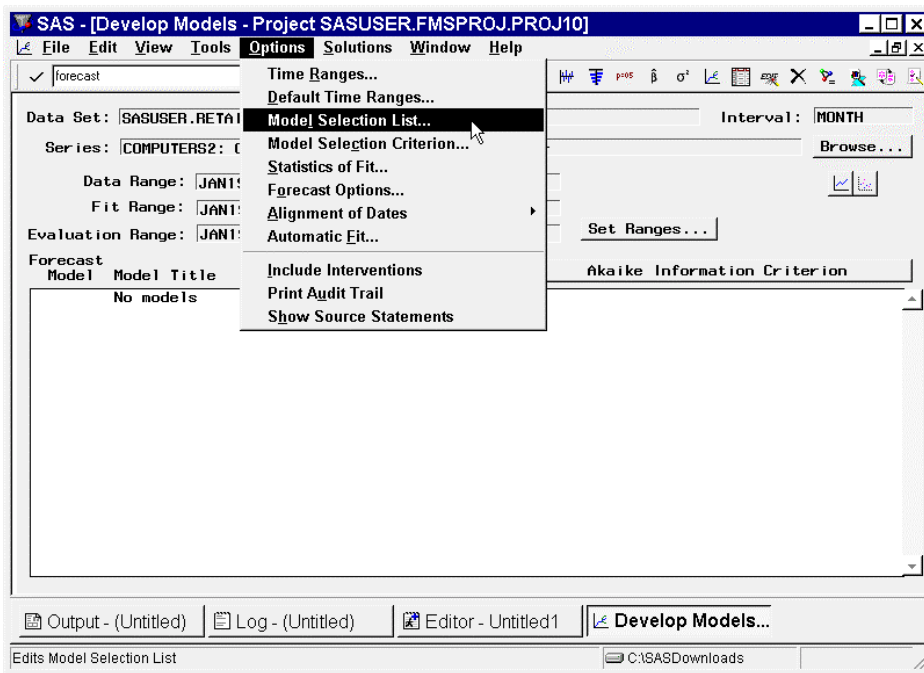 SAS - [Develop Models - Project SASUSER.FMSPROJ.PROJ10]
File Edit View Tools Options Solutions Window Help
forecast
Time Ranges...
Default Time Ranges...
Model Selection List...
Model Selection Criterion...
Statistics of Fit...
Forecast Options...
Alignment of Dates
Automatic Fit...
Include Interventions
Print Audit Trail
Show Source Statements
Data Set: SASUSER.RETAI
Interval: MONTH
Series: COMPUTERS2:
Browse...
Data Range: JAN19
Fit Range: JAN19
Evaluation Range: JAN19
Set Ranges...
Forecast
Model Model Title
Akaike Information Criterion
No models
Output - (Untitled) Log - (Untitled) Editor - Untitled1 Develop Models...
Edits Model Selection List
C:\SASDownloads